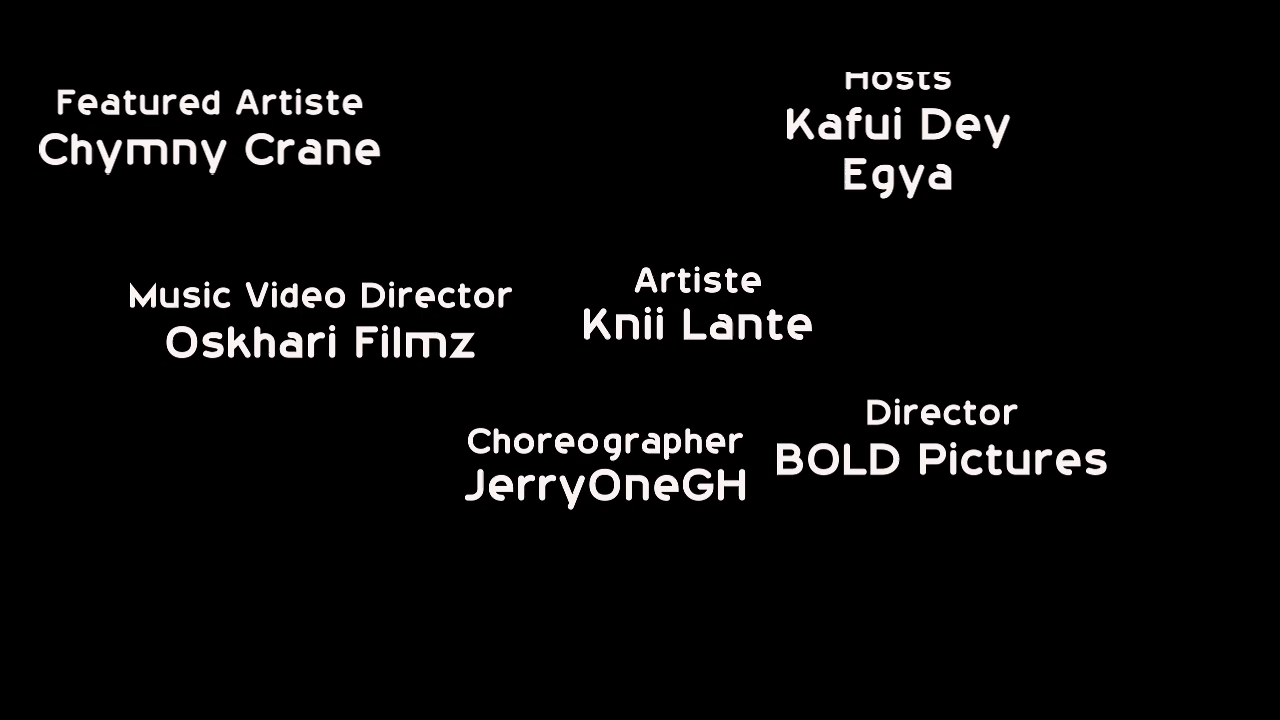 Featured Artiste
Chymny Crane
Hosts
Kafui Dey
Egya
Music Video Director
Oskhari Filmz
Artiste
Knii Lante
Choreographer
JerryOneGH
Director
BOLD Pictures